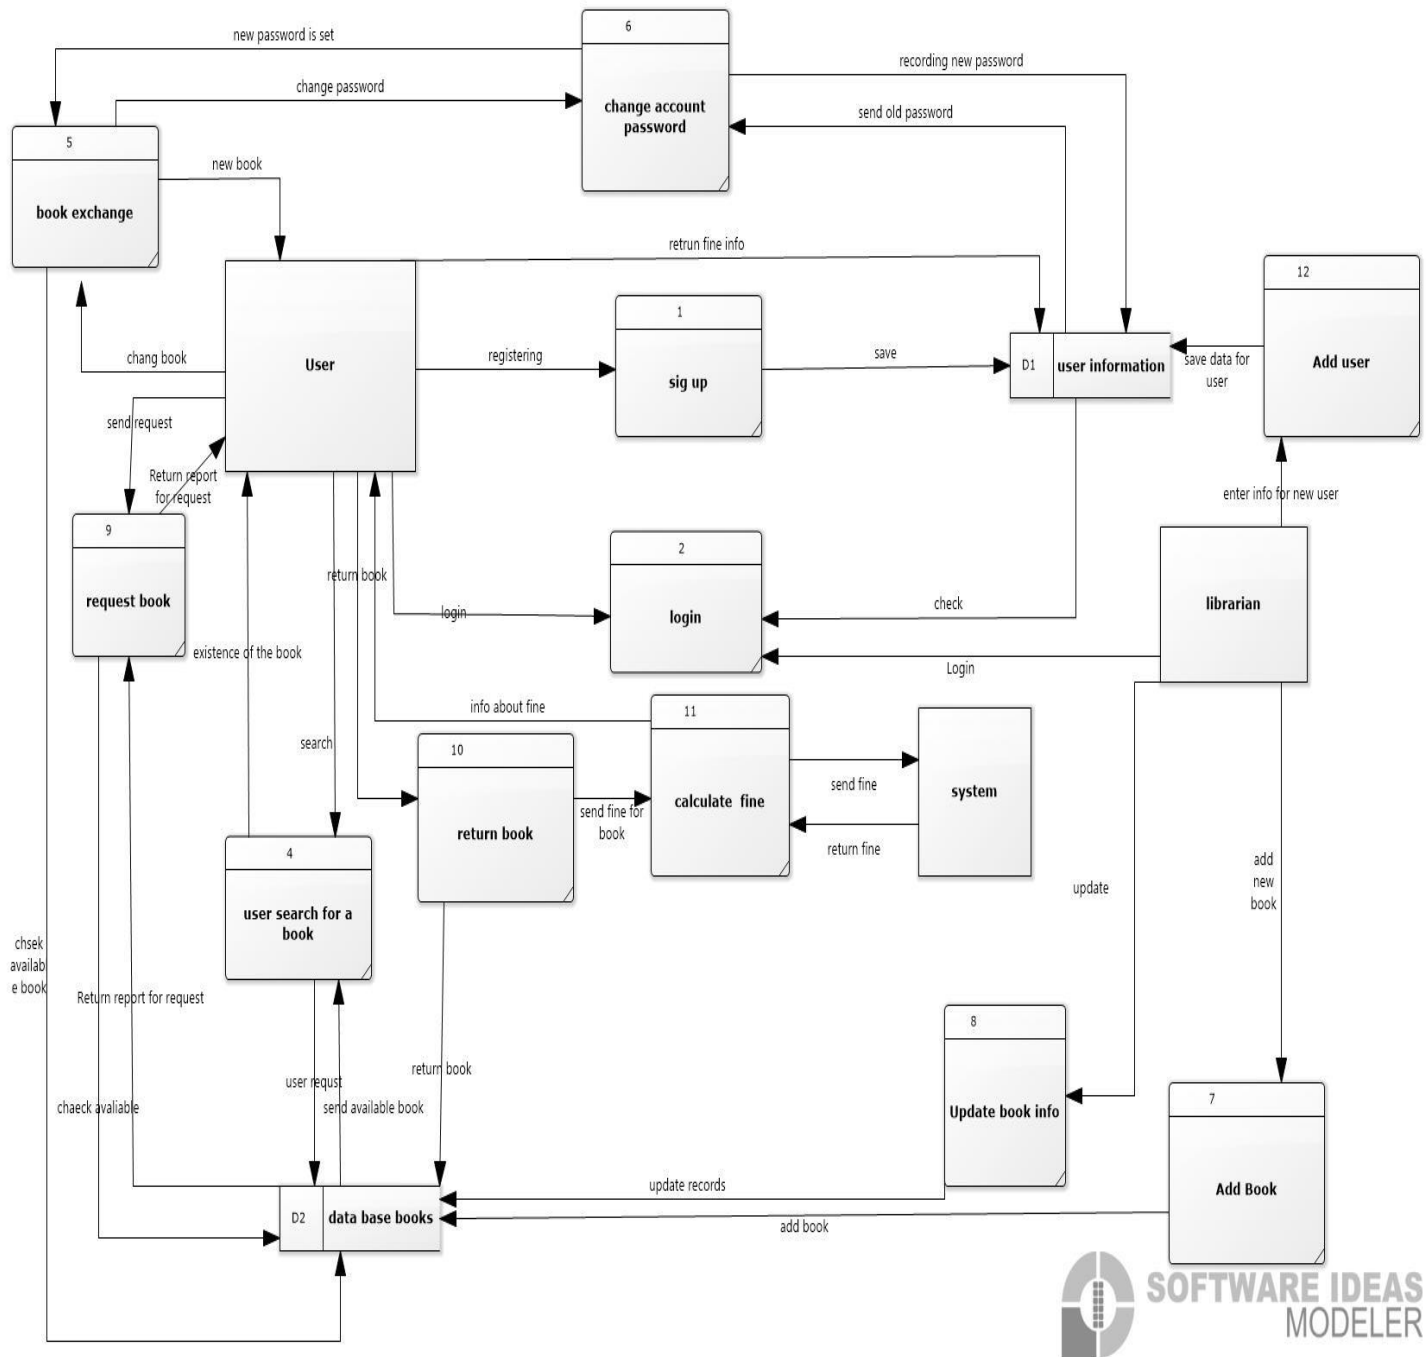 new password is set
6
change account
password
recording new password
change password
send old password
5
book exchange
new book
retrun fine info
12
Add user
User
registering
1
sig up
save
D1
user information
save data for
user
chang book
send request
Return report
for request
enter info for new user
9
request book
return book
login
2
login
check
librarian
Login
existence of the book
search
info about fine
11
calculate fine
10
return book
send fine for
book
send fine
return fine
system
4
user search for a
book
update
add
new
book
chsek
availab
e book
Return report for request
chaeck avaliable
user requst
send available book
return book
8
Update book info
7
Add Book
D2
data base books
update records
add book
SOFTWARE IDEAS
MODELER